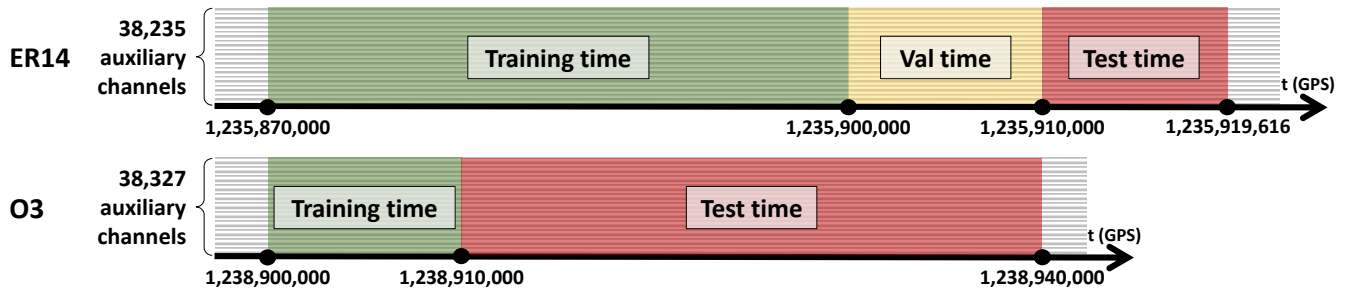 ER14
38,235
auxiliary
channels
Training time
Val time
Test time
t (GPS)
1,235,870,000
1,235,900,000
1,235,910,000
1,235,919,616
O3
38,327
auxiliary
channels
Training time
Test time
t (GPS)
1,238,900,000
1,238,910,000
1,238,940,000